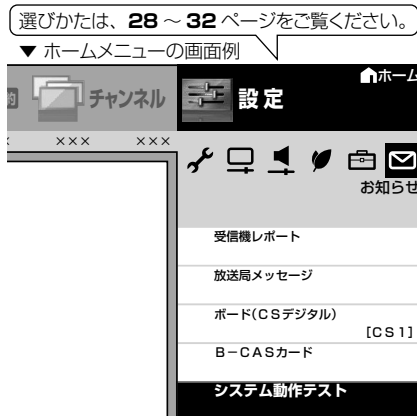 選びかたは、28～32ページをご覧ください。
▼ ホームメニューの画面例
チャンネル
設定
ホーム
××× ×××
お知らせ
受信機レポート
放送局メッセージ
ボード(CSデジタル)
[CS1]
B－CASカード
システム動作テスト